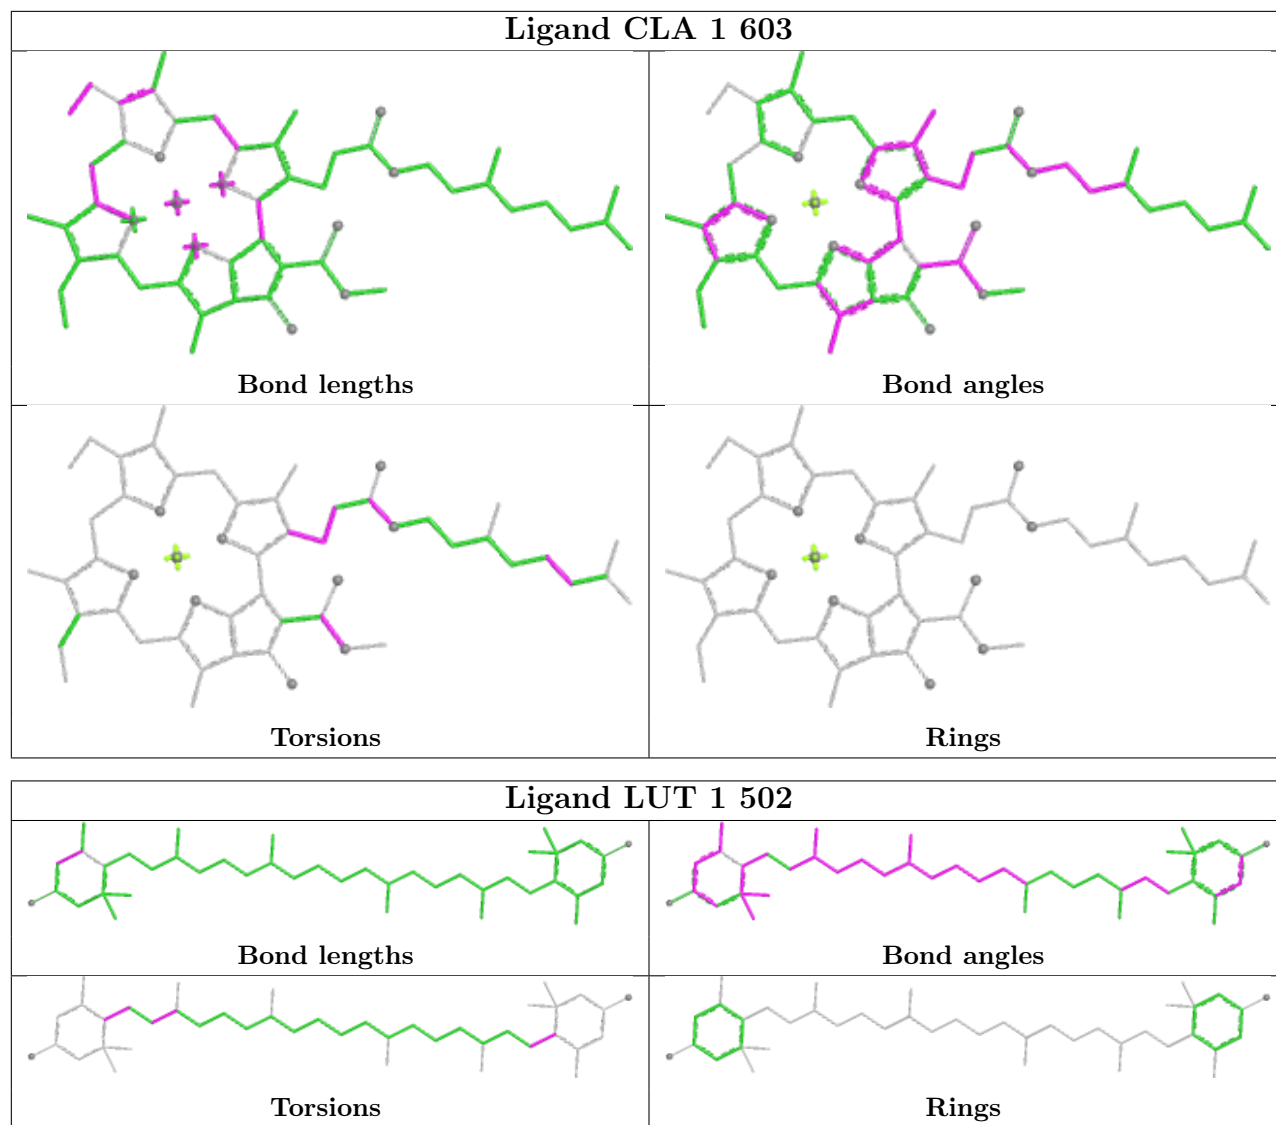 Ligand CLA 1 603
Bond lengths
Bond angles
Torsions
Rings
Ligand LUT 1 502
Bond lengths
Bond angles
Torsions
Rings